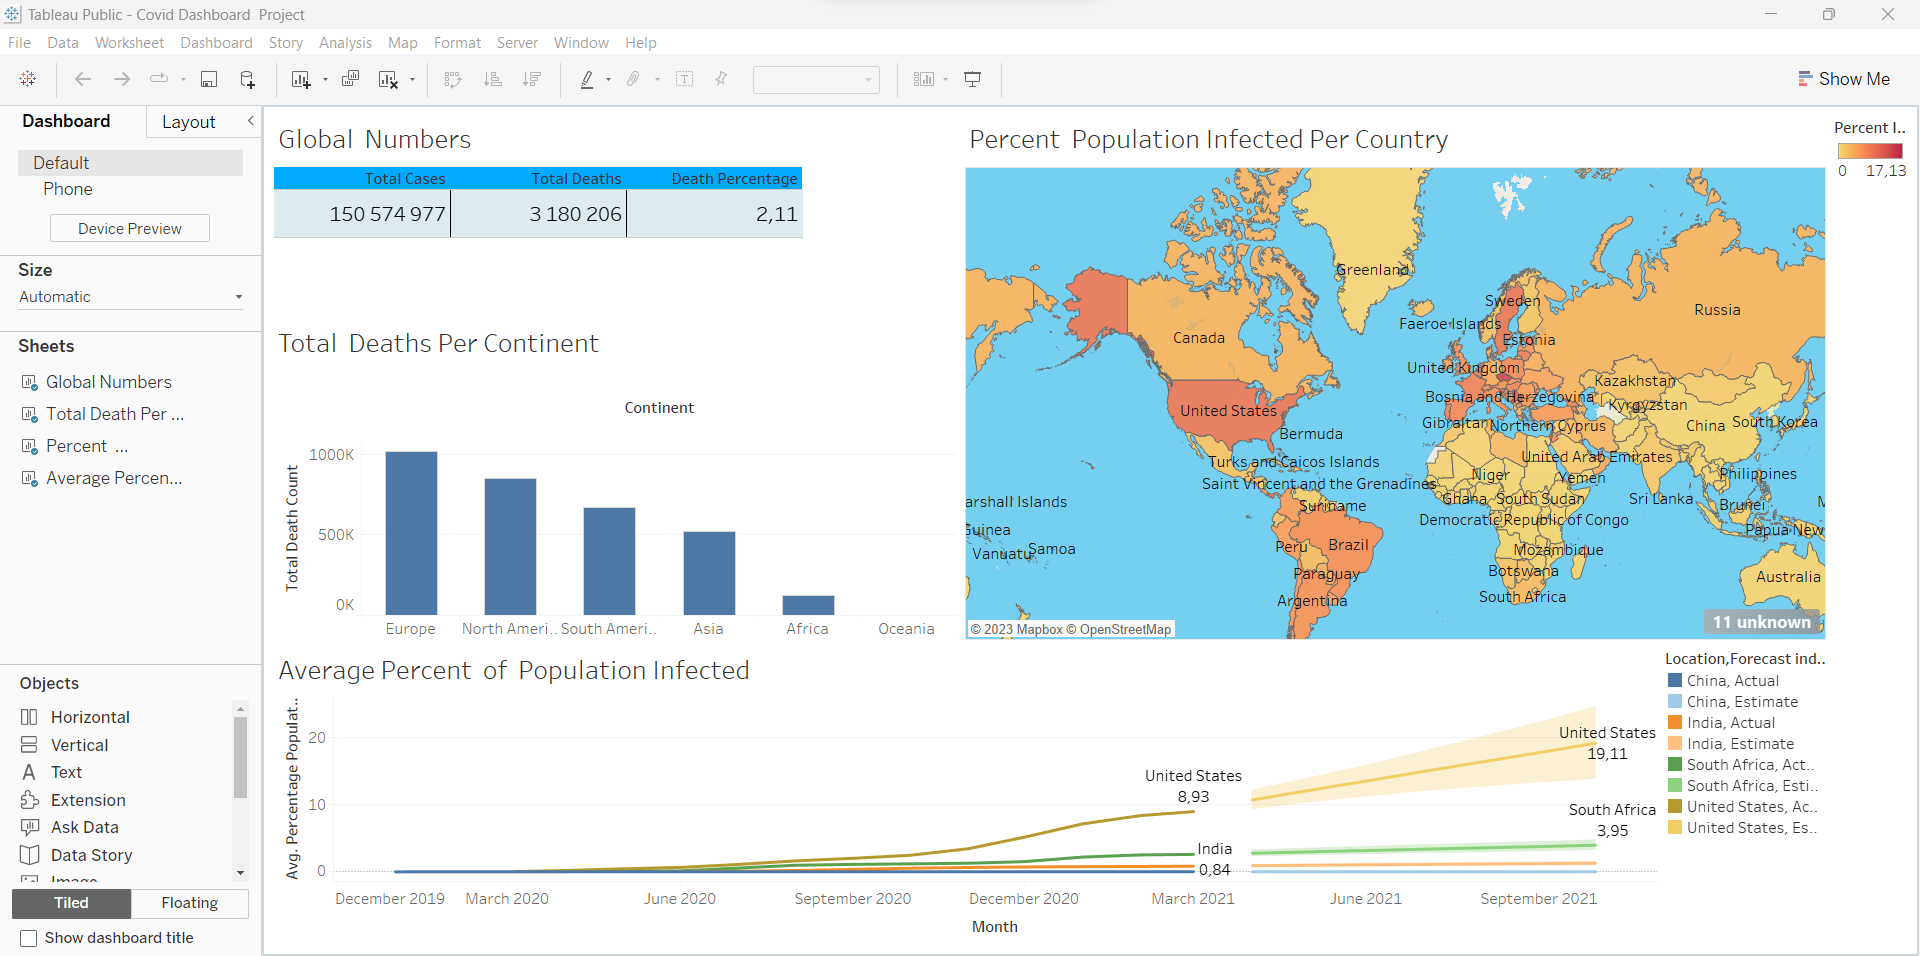 Tableau Public - Covid Dashboard Project
File Data Worksheet Dashboard Story Analysis Map Format Server Window Help
Show Me
Dashboard
Layout
Default
Phone
Device Preview
Size
Automatic
Sheets
Global Numbers
Total Death Per ...
Percent ...
Average Percen...
Objects
Horizontal
Vertical
Text
Extension
Ask Data
Data Story
Image
Tiled
Floating
Show dashboard title
Global Numbers
Total Cases
Total Deaths
Death Percentage
150 574 977
3 180 206
2,11
Total Deaths Per Continent
Continent
Total Death Count
1000K
500K
0K
Europe
North Ameri..
South Ameri..
Asia
Africa
Oceania
Percent Population Infected Per Country
Greenland
Sweden
Russia
Faeroe Islands
Canada
Estonia
United Kingdom
Kazakhstan
Bosnia and Herzegovina
Kyrgyzstan
United States
Gibraltar
Northern Cyprus
China
South Korea
Bermuda
United Arab Emirates
Turks and Caicos Islands
Niger
Yemen
Philippines
Saint Vincent and the Grenadines
Ghana
South Sudan
Sri Lanka
arshall Islands
Suriname
Brunei
M
Democratic Republic of Congo
Guinea
Papua New
Peru
Brazil
Vanuatu
Samoa
Mozambique
Paraguay
Botswana
Australia
Argentina
South Africa
11 unknown
© 2023 Mapbox © OpenStreetMap
Percent I..
0
17,13
Average Percent of Population Infected
Avg. Percentage Populat..
20
10
0
United States
8,93
India
0,84
United States
19,11
South Africa
3,95
December 2019
March 2020
June 2020
September 2020
December 2020
March 2021
June 2021
September 2021
Month
Location,Forecast ind..
China, Actual
China, Estimate
India, Actual
India, Estimate
South Africa, Act..
South Africa, Esti..
United States, Ac..
United States, Es..